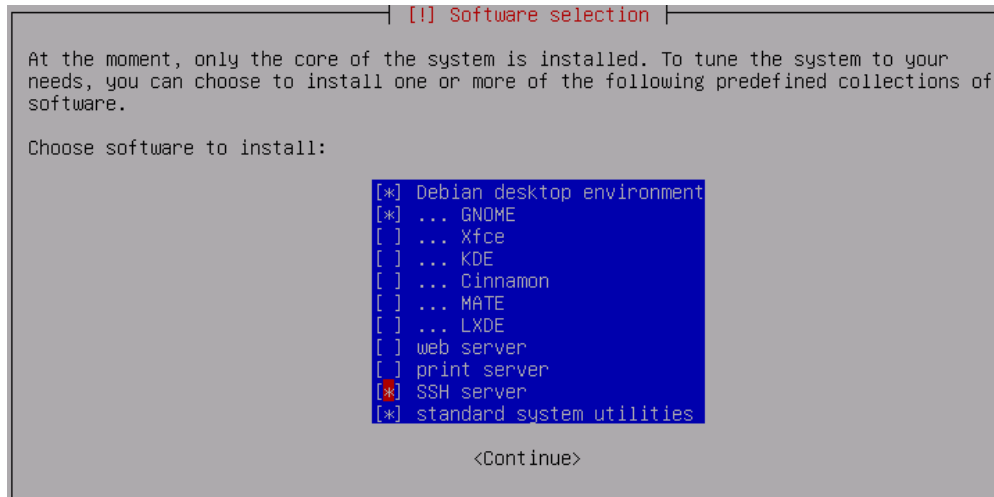 [!] Software selection
At the moment, only the core of the system is installed. To tune the system to your
needs, you can choose to install one or more of the following predefined collections of
software.
Choose software to install:
[*] Debian desktop environment
[*] ... GNOME
[ ] ... Xfce
[ ] ... KDE
[ ] ... Cinnamon
[ ] ... MATE
[ ] ... LXDE
[ ] web server
[ ] print server
[*] SSH server
[*] standard system utilities
<Continue>